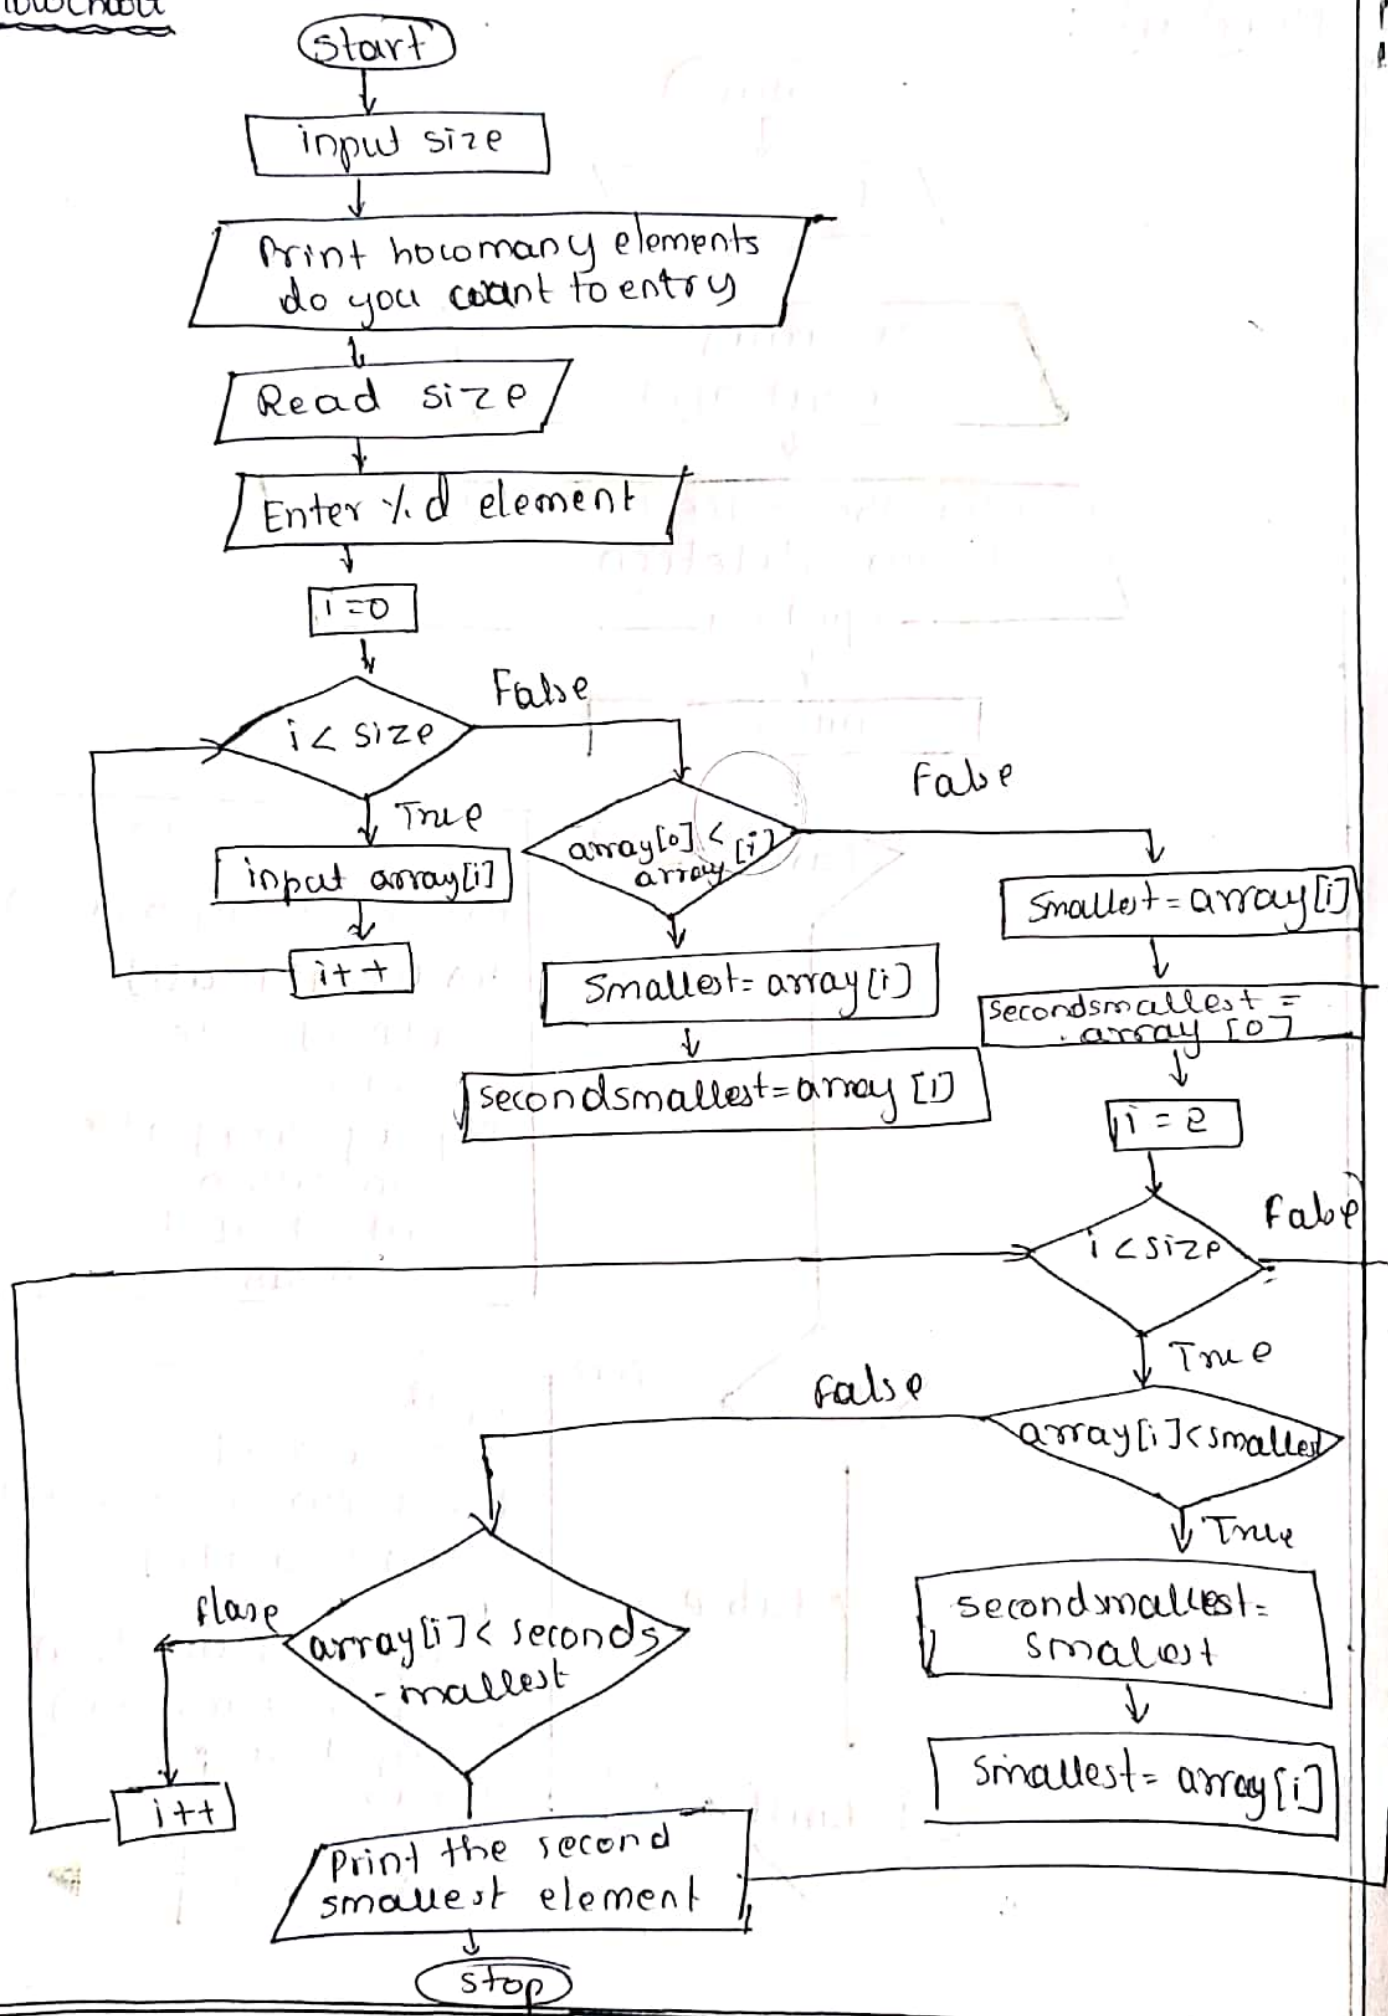 Start
input size
Print howmany elements
do you want to entry
Read size
Enter %d element
i=0
i < size
False
True
input array[i]
i++
array[0] <
array[i]
False
Smallest = array[i]
secondsmallest = array [1]
Smallest = array[i]
secondsmallest =
array [0]
i = 2
i < size
False
True
array[i] < smallest
False
True
secondsmallest =
smalest
smallest = array[i]
array[i] < seconds
-mallest
flase
i++
Print the second
smallest element
stop